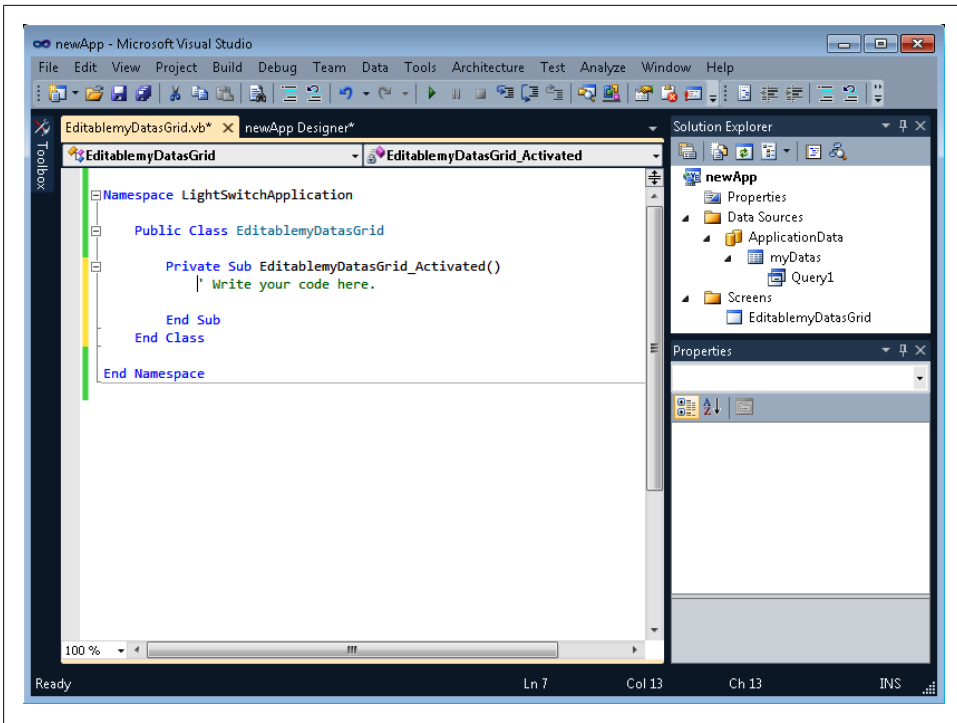 newApp - Microsoft Visual Studio
File Edit View Project Build Debug Team Data Tools Architecture Test Analyze Window Help
Toolbox
EditablemyDatasGrid.vb* newApp Designer*
EditablemyDatasGrid EditablemyDatasGrid_Activated
Namespace LightSwitchApplication
Public Class EditablemyDatasGrid
Private Sub EditablemyDatasGrid_Activated()
' Write your code here.
End Sub
End Class
End Namespace
100 %
Solution Explorer
newApp
Properties
Data Sources
ApplicationData
myDatas
Query1
Screens
EditablemyDatasGrid
Properties
Ready Ln 7 Col 13 Ch 13 INS